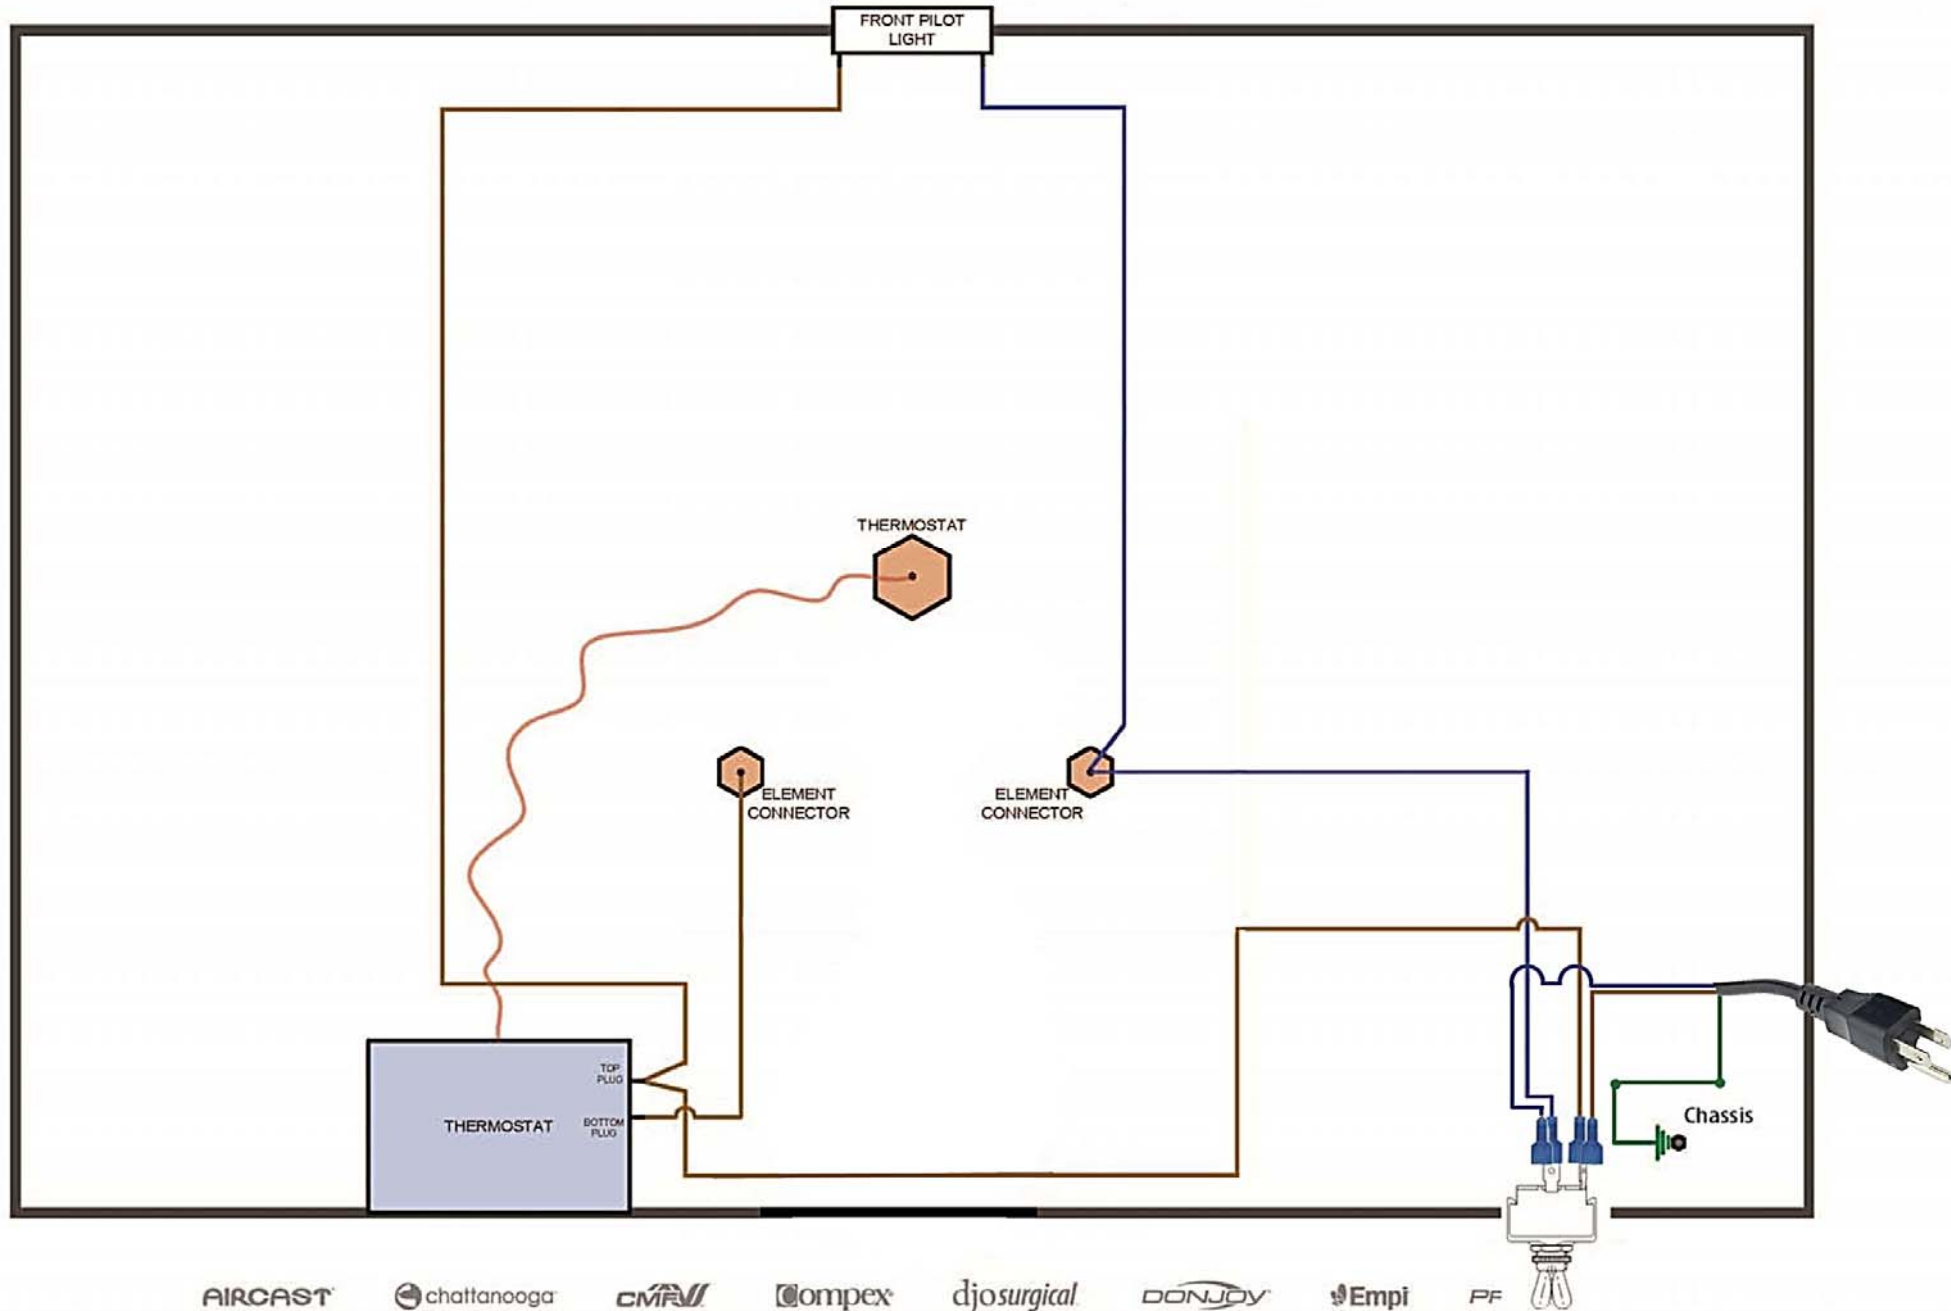 FRONT PILOT
LIGHT
THERMOSTAT
ELEMENT
CONNECTOR
ELEMENT
CONNECTOR
TOP
PLUG
THERMOSTAT
BOTTOM
PLUG
Chassis
AIRCAST
chattanooga
CMF
Compex
djosurgical
DONJOY
Empi
PF